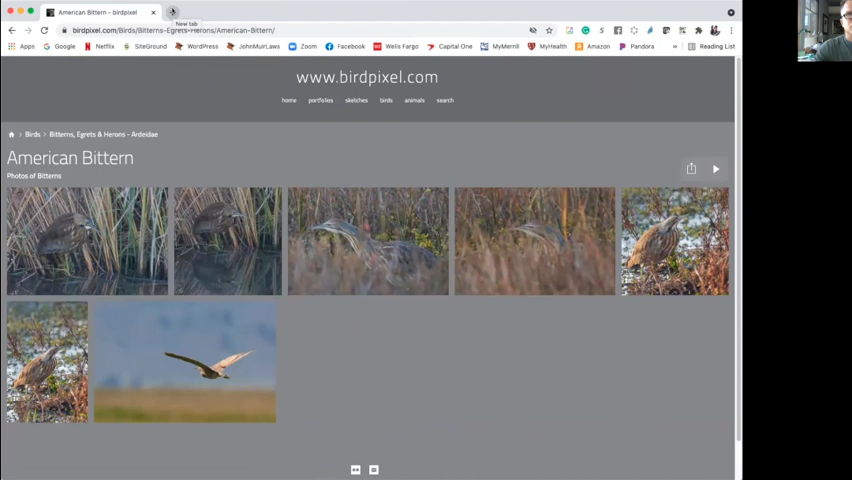 American Bittern - birdpixel
New tab
birdpixel.com/Birds/Bitterns-Egrets-Herons/American-Bittern/
Apps Google Netflix SiteGround WordPress JohnMuirLaws Zoom Facebook Wells Fargo Capital One MyMerrill MyHealth Amazon Pandora » Reading List
www.birdpixel.com
home portfolios sketches birds animals search
Birds > Bitterns, Egrets & Herons - Ardeidae
American Bittern
Photos of Bitterns